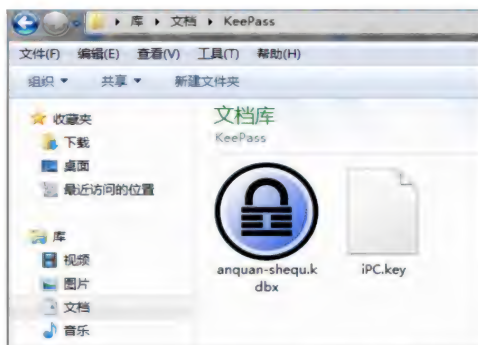 库 ▸ 文档 ▸ KeePass
文件(F) 编辑(E) 查看(V) 工具(T) 帮助(H)
组织 共享 新建文件夹
收藏夹
下载
桌面
最近访问的位置
库
视频
图片
文档
音乐
文档库
KeePass
anquan-shequ.k
dbx
iPC.key